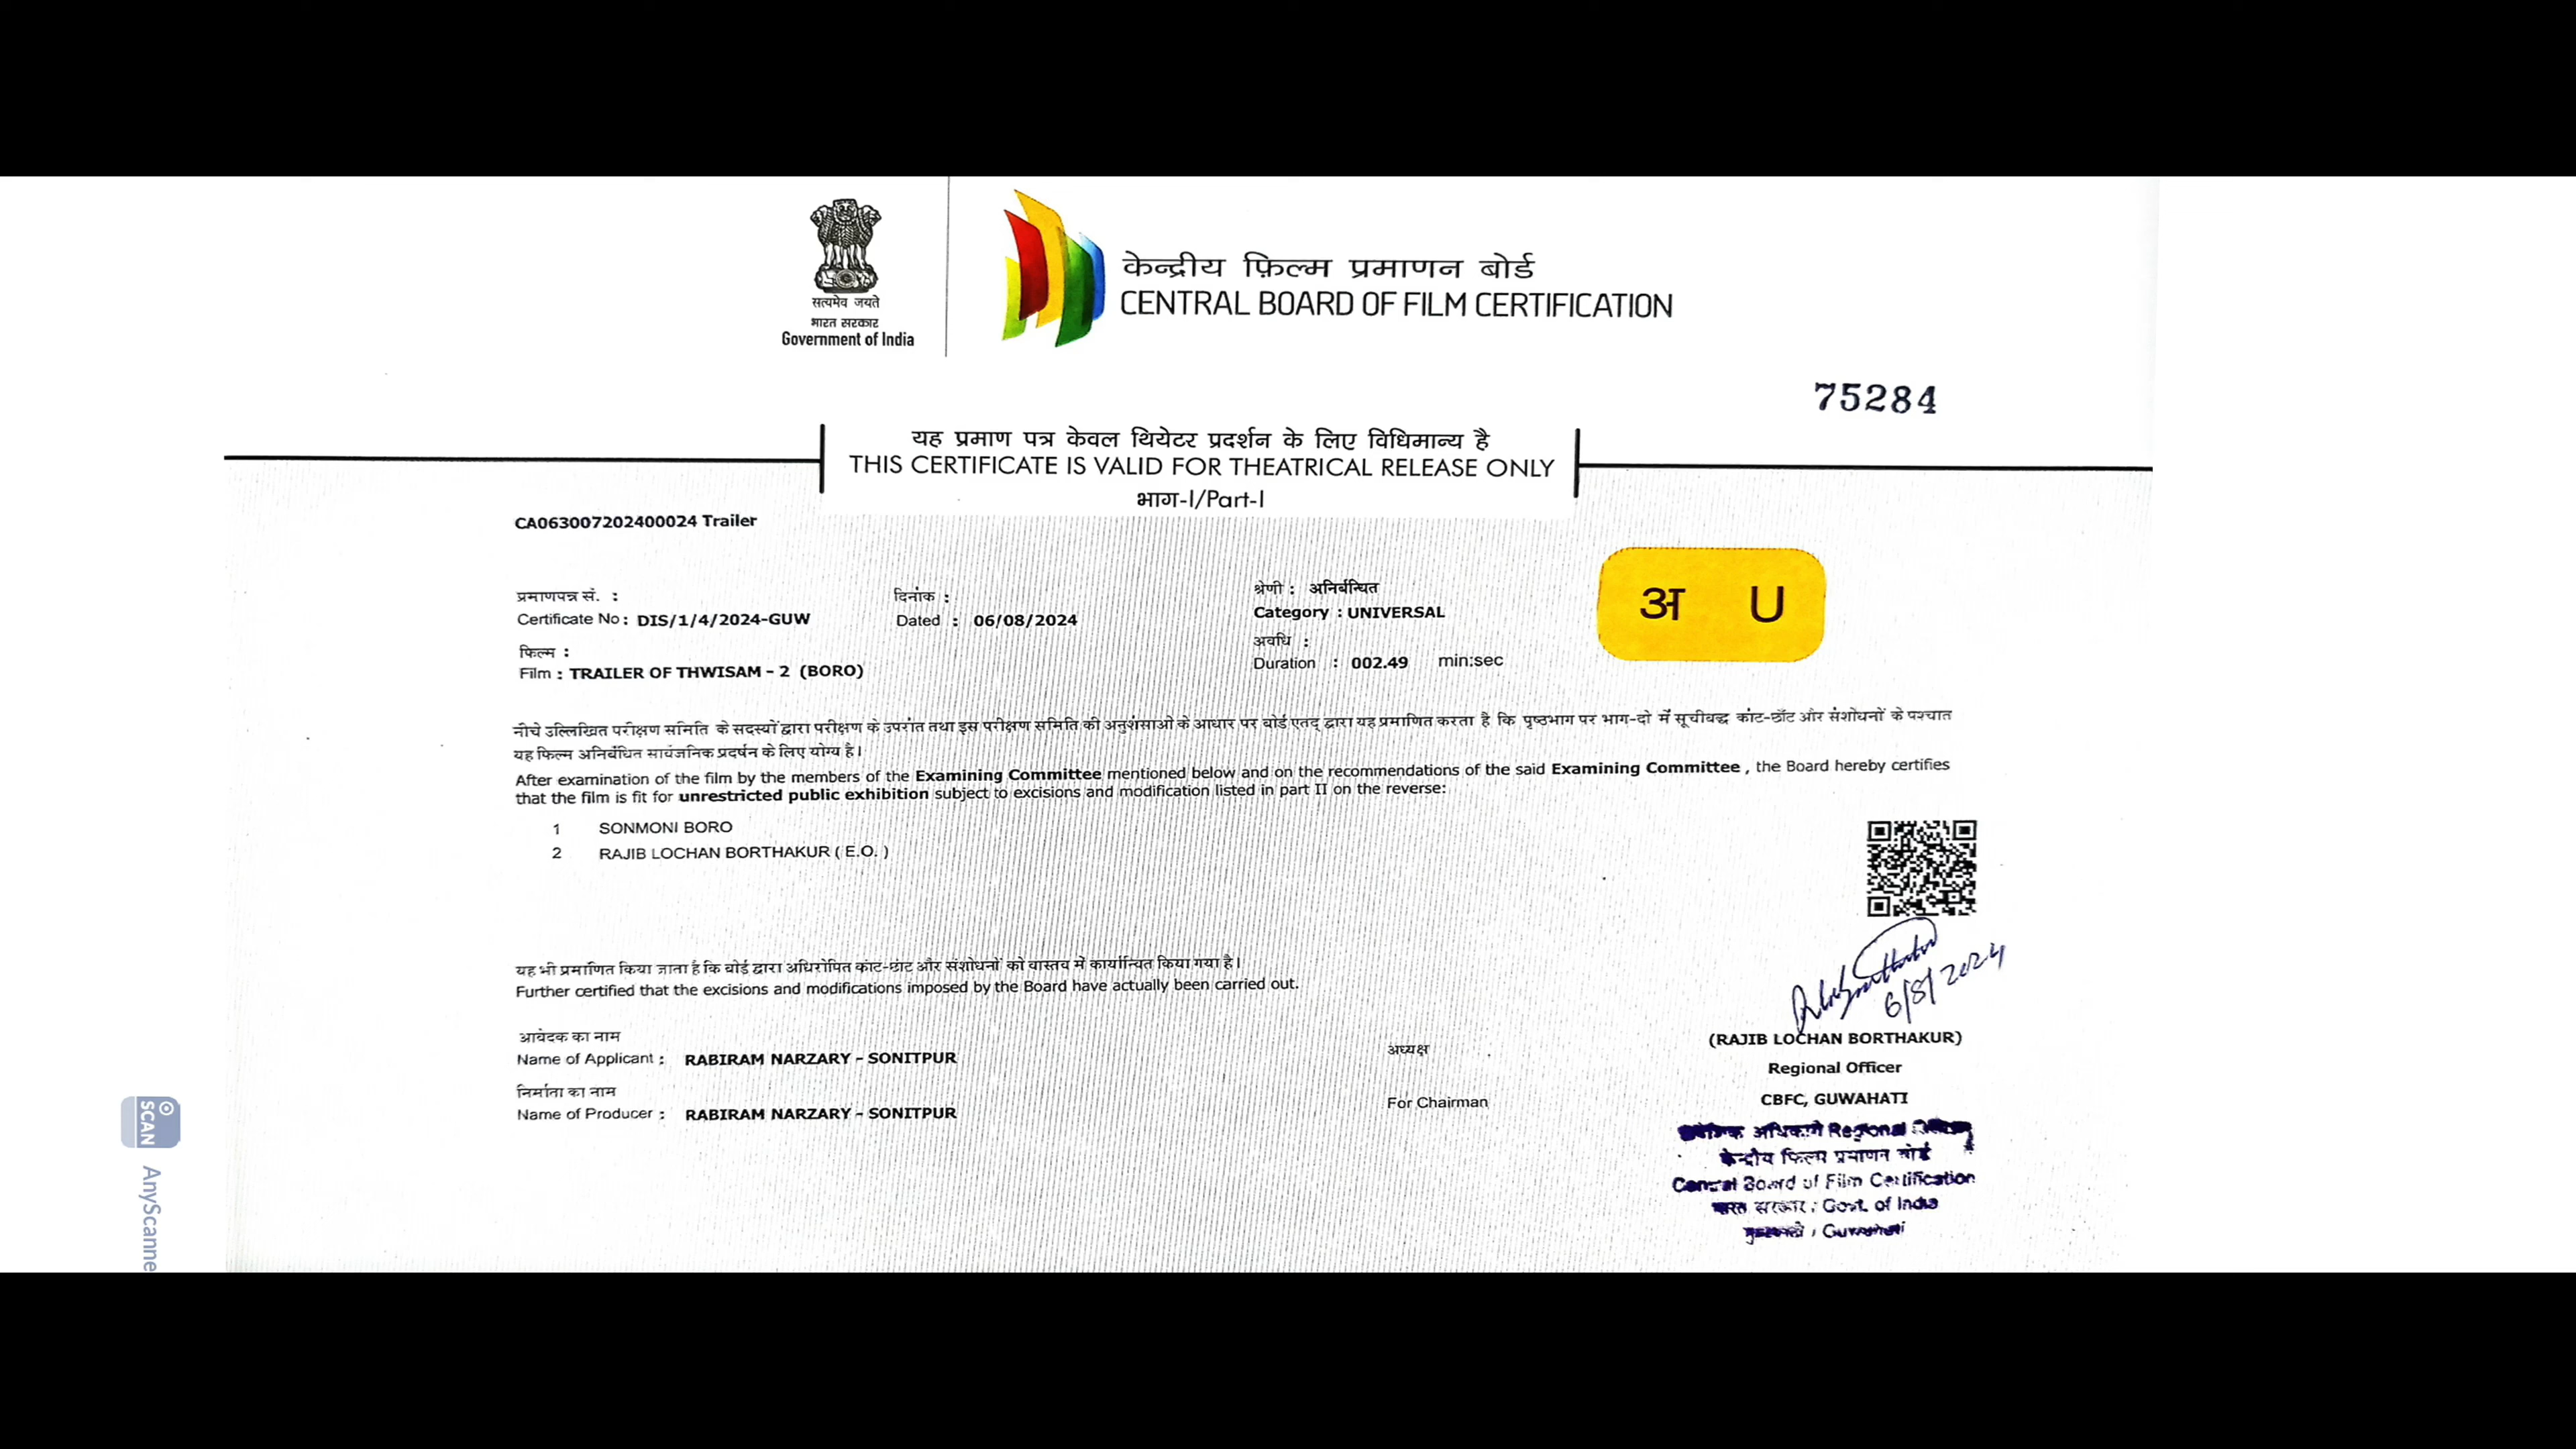 सत्यमेव जयते
भारत सरकार
Government of India
केन्द्रीय फ़िल्म प्रमाणन बोर्ड
CENTRAL BOARD OF FILM CERTIFICATION
75284
यह प्रमाण पत्र केवल थियेटर प्रदर्शन के लिए विधिमान्य है
THIS CERTIFICATE IS VALID FOR THEATRICAL RELEASE ONLY
भाग-I/Part-I
CA063007202400024 Trailer
प्रमाणपत्र सं. :
Certificate No : DIS/1/4/2024-GUW
दिनांक :
Dated : 06/08/2024
श्रेणी : अनिर्बन्धित
Category : UNIVERSAL
अवधि :
Duration : 002.49 min:sec
अ U
फिल्म :
Film : TRAILER OF THWISAM - 2 (BORO)
नीचे उल्लिखित परीक्षण समिति के सदस्यों द्वारा परीक्षण के उपरांत तथा इस परीक्षण समिति की अनुशंसाओ के आधार पर बोर्ड एतद् द्वारा यह प्रमाणित करता है कि पृष्ठभाग पर भाग-दो में सूचीबद्ध कांट-छाँट और संशोधनों के पश्चात
यह फिल्म अनिर्बंधित सार्वजनिक प्रदर्षन के लिए योग्य है।
After examination of the film by the members of the Examining Committee mentioned below and on the recommendations of the said Examining Committee , the Board hereby certifies
that the film is fit for unrestricted public exhibition subject to excisions and modification listed in part II on the reverse:
1 SONMONI BORO
2 RAJIB LOCHAN BORTHAKUR ( E.O. )
यह भी प्रमाणित किया जाता है कि बोर्ड द्वारा अधिरोपित कांट-छांट और संशोधनों को वास्तव में कार्यान्वित किया गया है।
Further certified that the excisions and modifications imposed by the Board have actually been carried out.
6/8/2024
आवेदक का नाम
Name of Applicant : RABIRAM NARZARY - SONITPUR
निर्माता का नाम
Name of Producer : RABIRAM NARZARY - SONITPUR
अध्यक्ष
For Chairman
(RAJIB LOCHAN BORTHAKUR)
Regional Officer
CBFC, GUWAHATI
अधिकारी Regional
केन्द्रीय फिल्म प्रमाणन बोर्ड
Central Board of Film Certification
भारत सरकार / Govt. of India
Guwahati
SCAN
AnyScanne